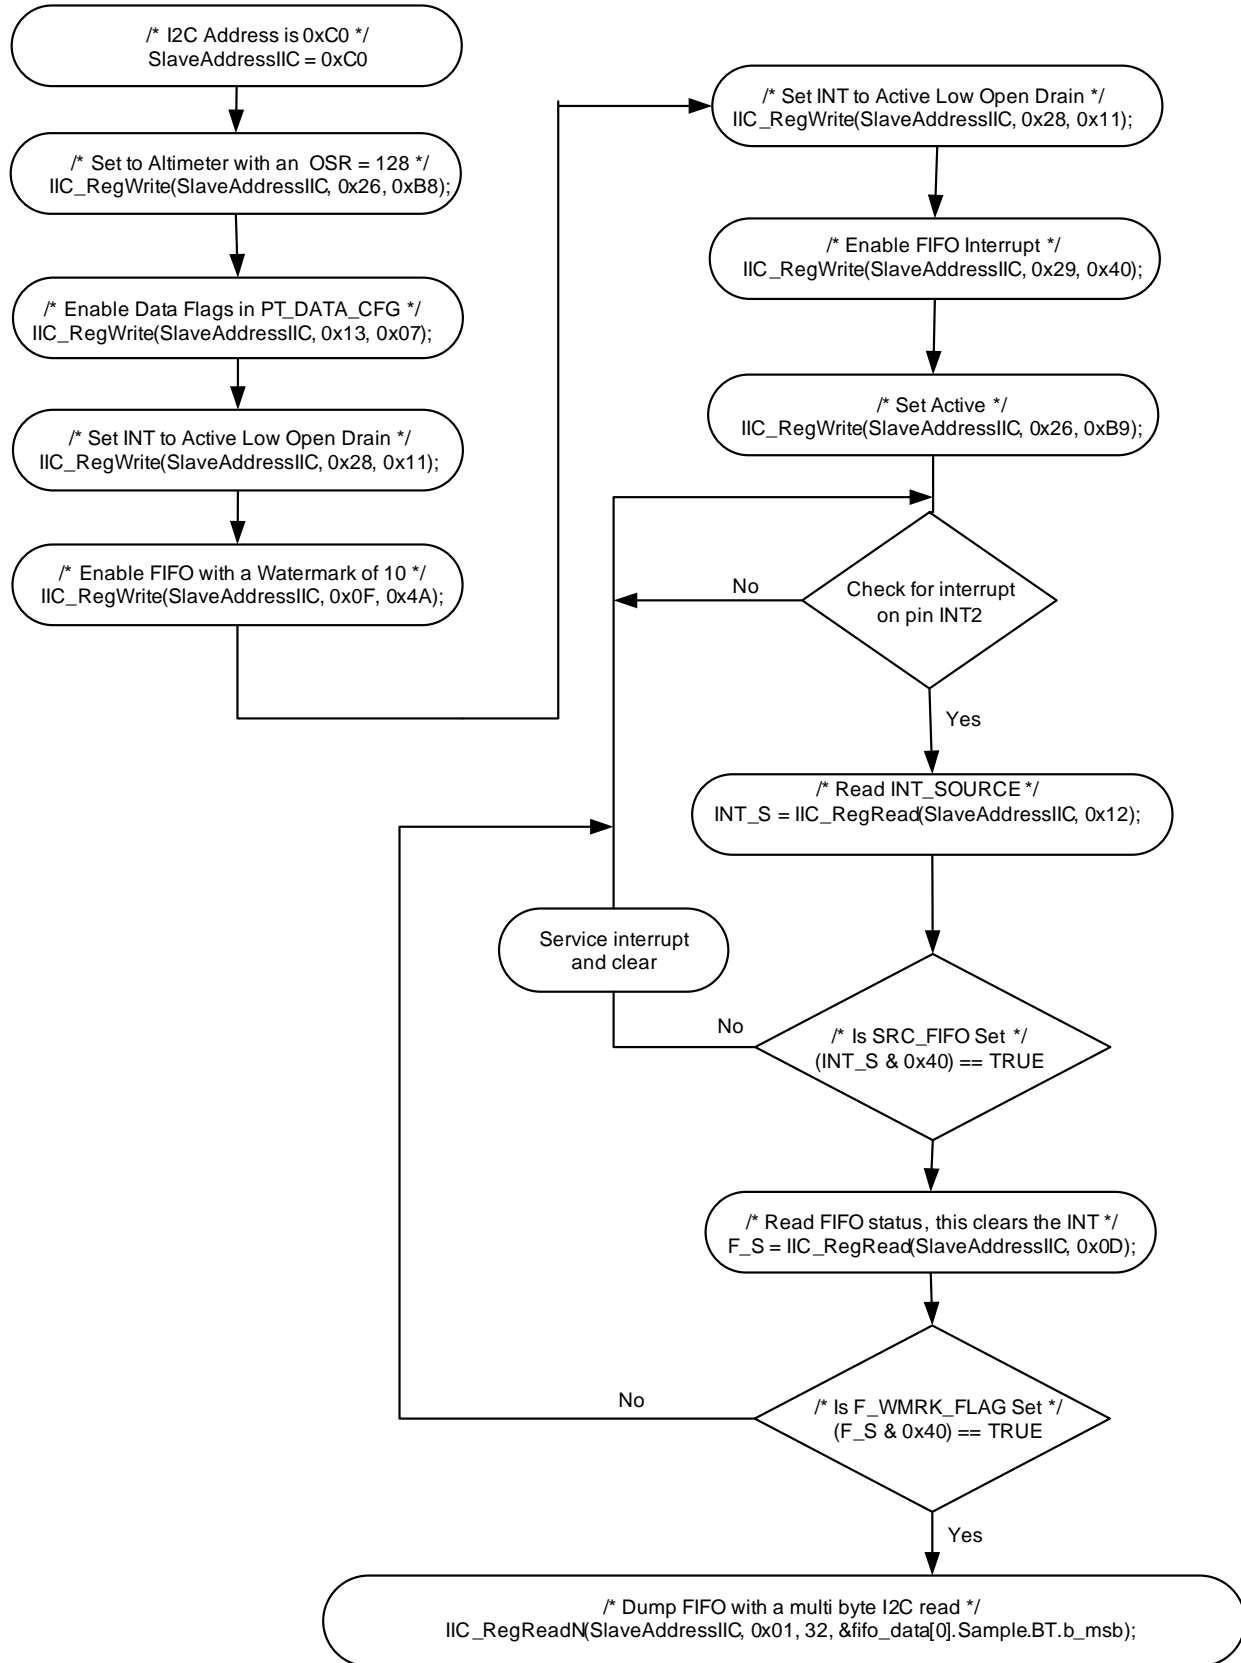 /* I2C Address is 0xC0 */
SlaveAddressIIC = 0xC0
/* Set to Altimeter with an OSR = 128 */
IIC_RegWrite(SlaveAddressIIC, 0x26, 0xB8);
/* Enable Data Flags in PT_DATA_CFG */
IIC_RegWrite(SlaveAddressIIC, 0x13, 0x07);
/* Set INT to Active Low Open Drain */
IIC_RegWrite(SlaveAddressIIC, 0x28, 0x11);
/* Enable FIFO with a Watermark of 10 */
IIC_RegWrite(SlaveAddressIIC, 0x0F, 0x4A);
/* Set INT to Active Low Open Drain */
IIC_RegWrite(SlaveAddressIIC, 0x28, 0x11);
/* Enable FIFO Interrupt */
IIC_RegWrite(SlaveAddressIIC, 0x29, 0x40);
/* Set Active */
IIC_RegWrite(SlaveAddressIIC, 0x26, 0xB9);
No
Check for interrupt
on pin INT2
Yes
/* Read INT_SOURCE */
INT_S = IIC_RegRead(SlaveAddressIIC, 0x12);
Service interrupt
and clear
No
/* Is SRC_FIFO Set */
(INT_S & 0x40) == TRUE
/* Read FIFO status, this clears the INT */
F_S = IIC_RegRead(SlaveAddressIIC, 0x0D);
No
/* Is F_WMRK_FLAG Set */
(F_S & 0x40) == TRUE
Yes
/* Dump FIFO with a multi byte I2C read */
IIC_RegReadN(SlaveAddressIIC, 0x01, 32, &fifo_data[0].Sample.BT.b_msb);